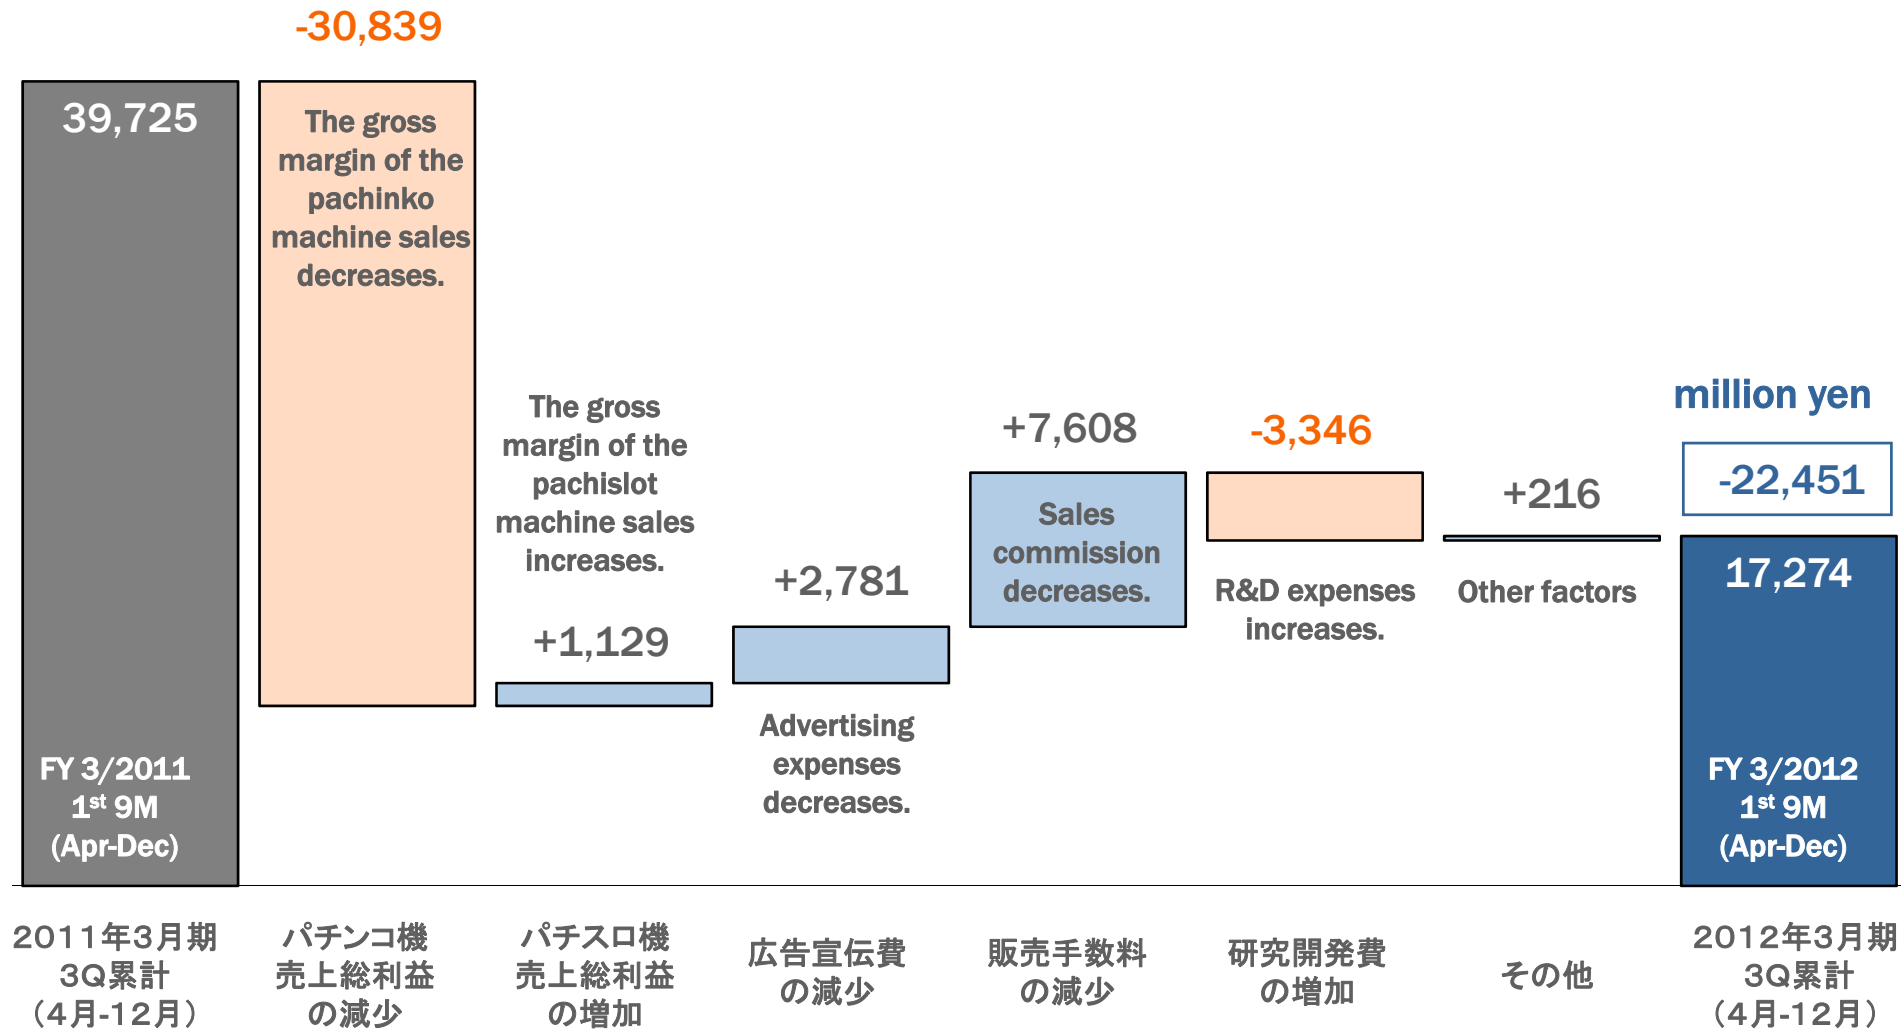 -30,839
39,725
The gross
margin of the
pachinko
machine sales
decreases.
The gross
margin of the
pachislot
machine sales
increases.
+1,129
+2,781
Advertising
expenses
decreases.
+7,608
Sales
commission
decreases.
-3,346
R&D expenses
increases.
+216
Other factors
million yen
-22,451
17,274
FY 3/2011
1st 9M
(Apr-Dec)
FY 3/2012
1st 9M
(Apr-Dec)
2011年3月期
3Q累計
（4月-12月）
パチンコ機
売上総利益
の減少
パチスロ機
売上総利益
の増加
広告宣伝費
の減少
販売手数料
の減少
研究開発費
の増加
その他
2012年3月期
3Q累計
（4月-12月）